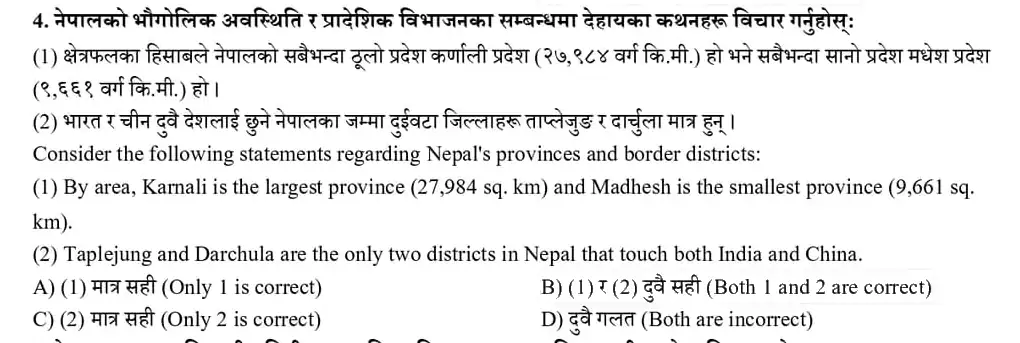 4. नेपालको भौगोलिक अवस्थिति र प्रादेशिक विभाजनका सम्बन्धमा देहायका कथनहरू विचार गर्नुहोस्:
(1) क्षेत्रफलका हिसाबले नेपालको सबैभन्दा ठूलो प्रदेश कर्णाली प्रदेश (२७,९८४ वर्ग कि.मी.) हो भने सबैभन्दा सानो प्रदेश मधेश प्रदेश
(९,६६१ वर्ग कि.मी.) हो।
(2) भारत र चीन दुवै देशलाई छुने नेपालका जम्मा दुईवटा जिल्लाहरू ताप्लेजुङ र दार्चुला मात्र हुन्।
Consider the following statements regarding Nepal's provinces and border districts:
(1) By area, Karnali is the largest province (27,984 sq. km) and Madhesh is the smallest province (9,661 sq.
km).
(2) Taplejung and Darchula are the only two districts in Nepal that touch both India and China.
A) (1) मात्र सही (Only 1 is correct) B) (1) र (2) दुवै सही (Both 1 and 2 are correct)
C) (2) मात्र सही (Only 2 is correct) D) दुवै गलत (Both are incorrect)